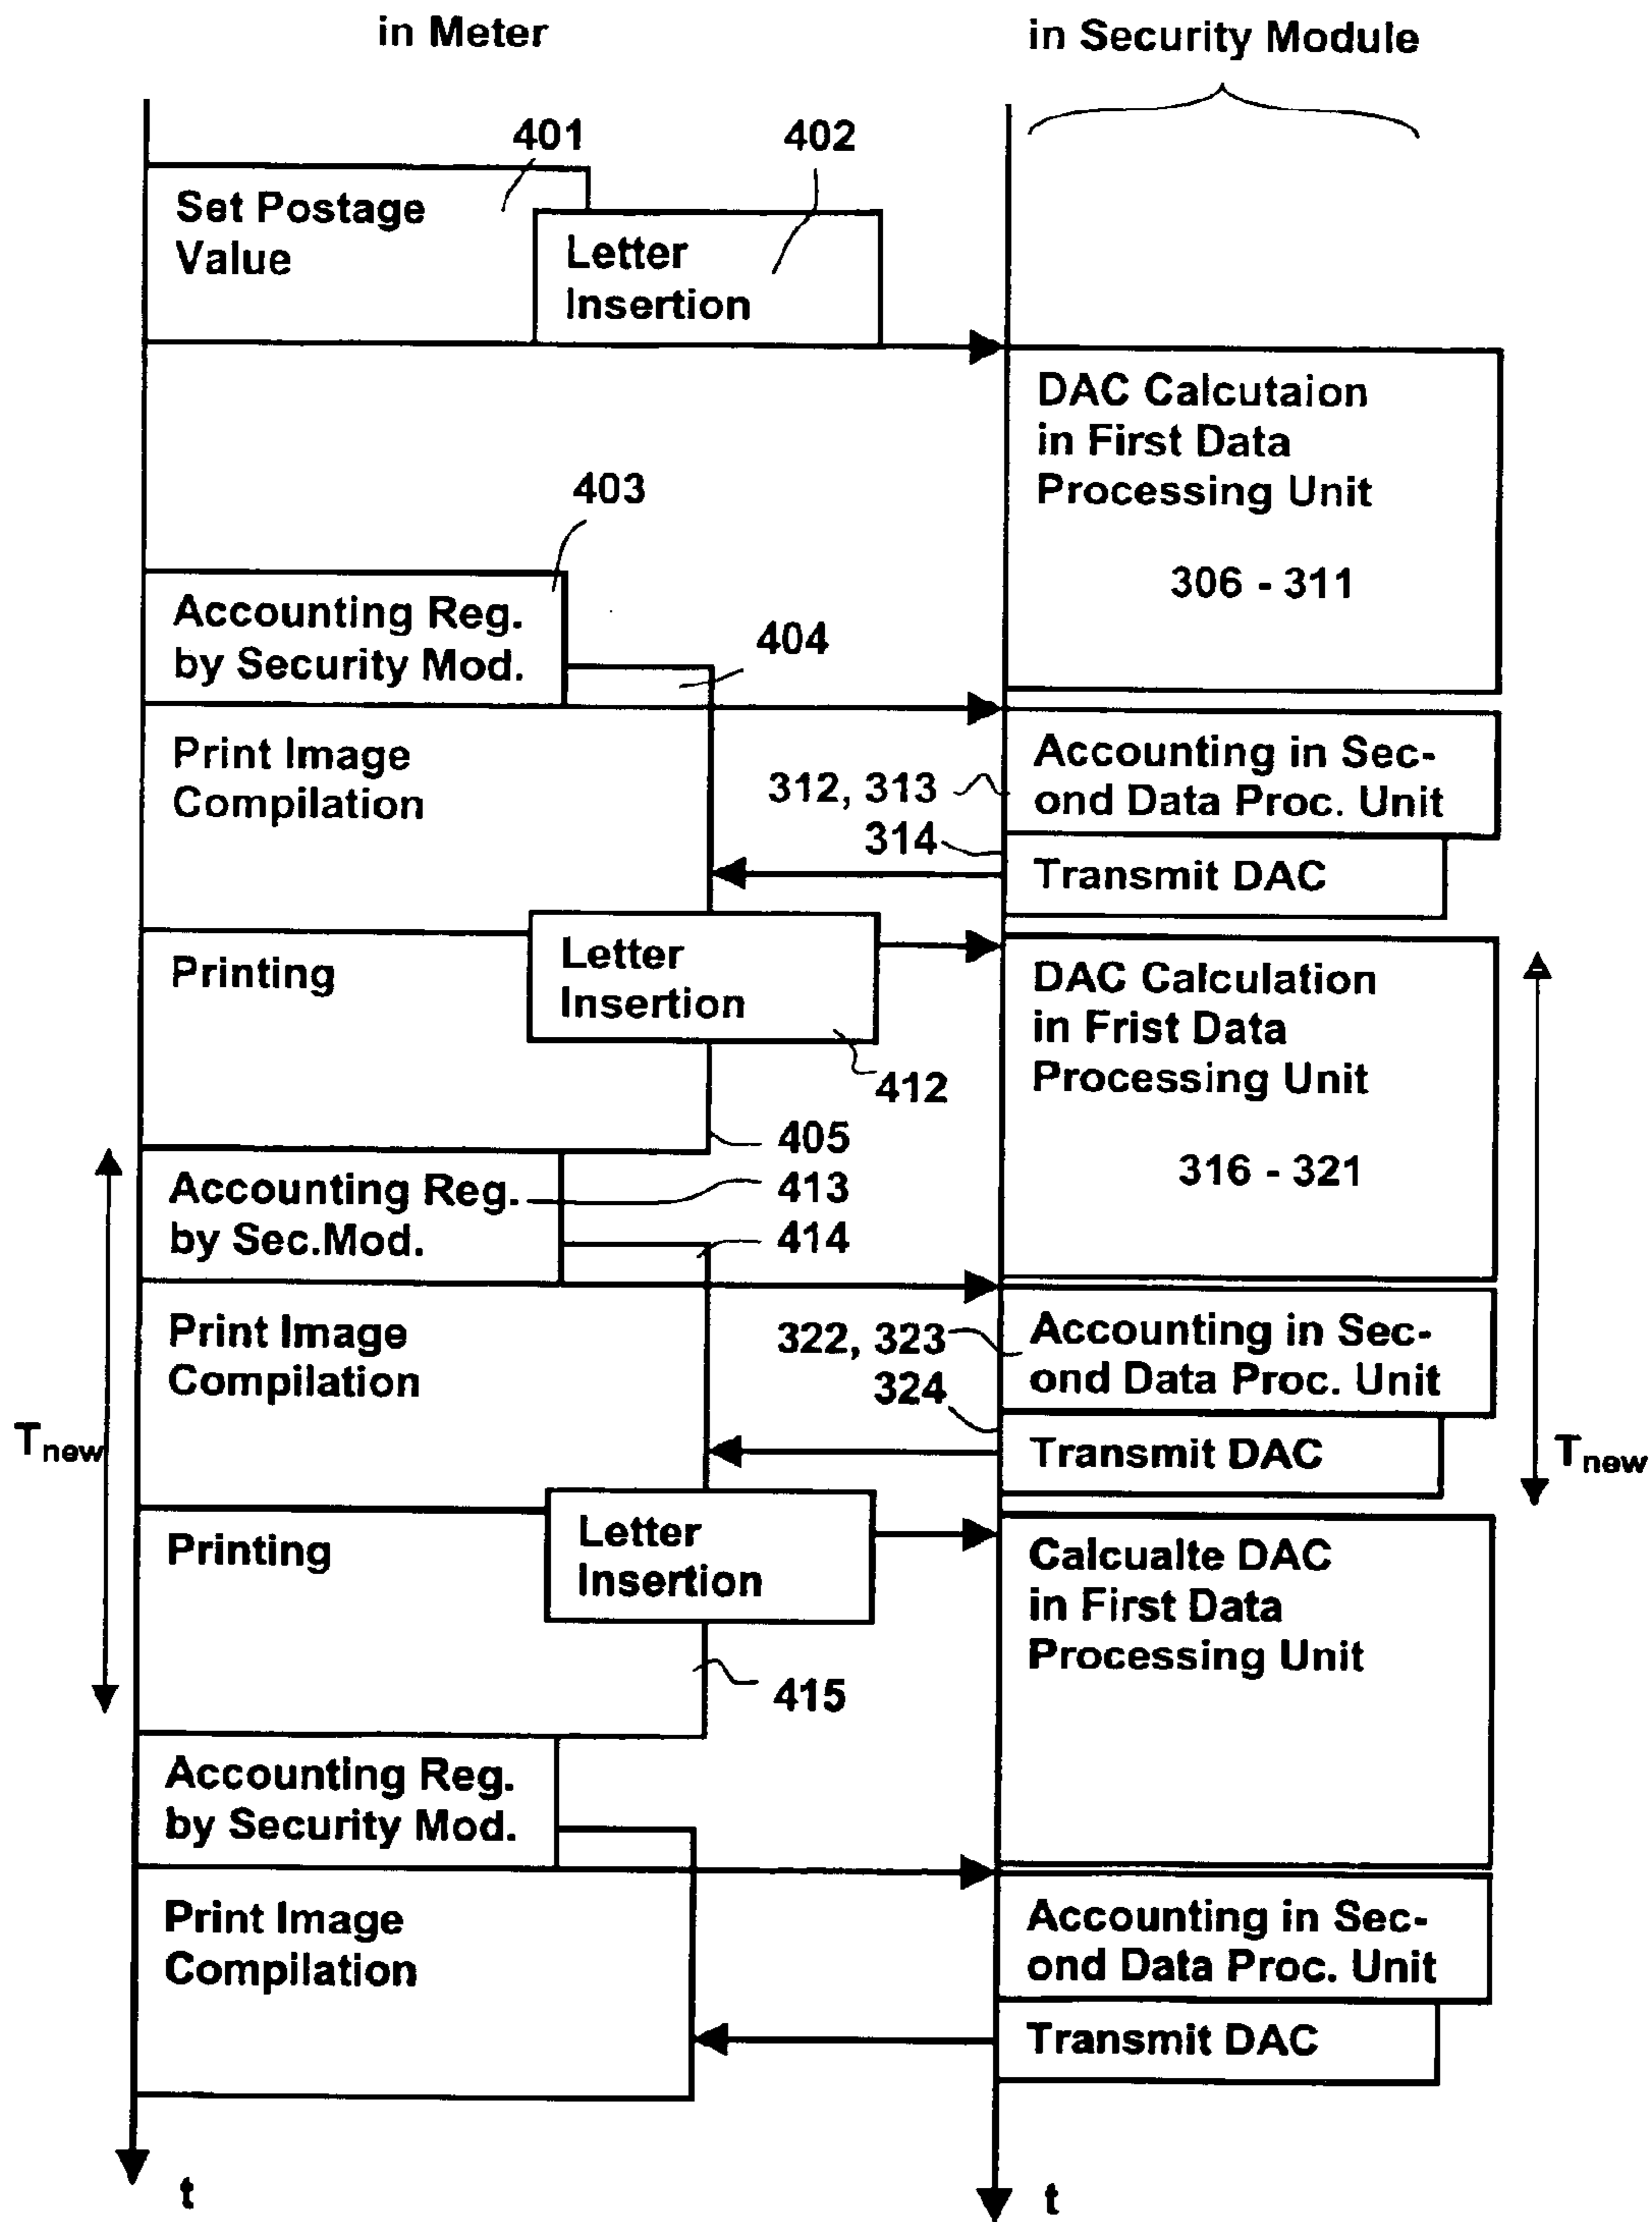 in Meter
in Security Module
401
402
Set Postage
Value
Letter
Insertion
DAC Calcutaion
in First Data
Processing Unit
306 - 311
403
Accounting Reg.
by Security Mod.
404
Print Image
Compilation
312, 313
314
Accounting in Sec-
ond Data Proc. Unit
Transmit DAC
Printing
Letter
Insertion
412
DAC Calculation
in Frist Data
Processing Unit
316 - 321
405
413
414
Accounting Reg.
by Sec.Mod.
Print Image
Compilation
322, 323
324
Accounting in Sec-
ond Data Proc. Unit
Transmit DAC
Tnew
Tnew
Printing
Letter
Insertion
415
Calcualte DAC
in First Data
Processing Unit
Accounting Reg.
by Security Mod.
Print Image
Compilation
Accounting in Sec-
ond Data Proc. Unit
Transmit DAC
t
t